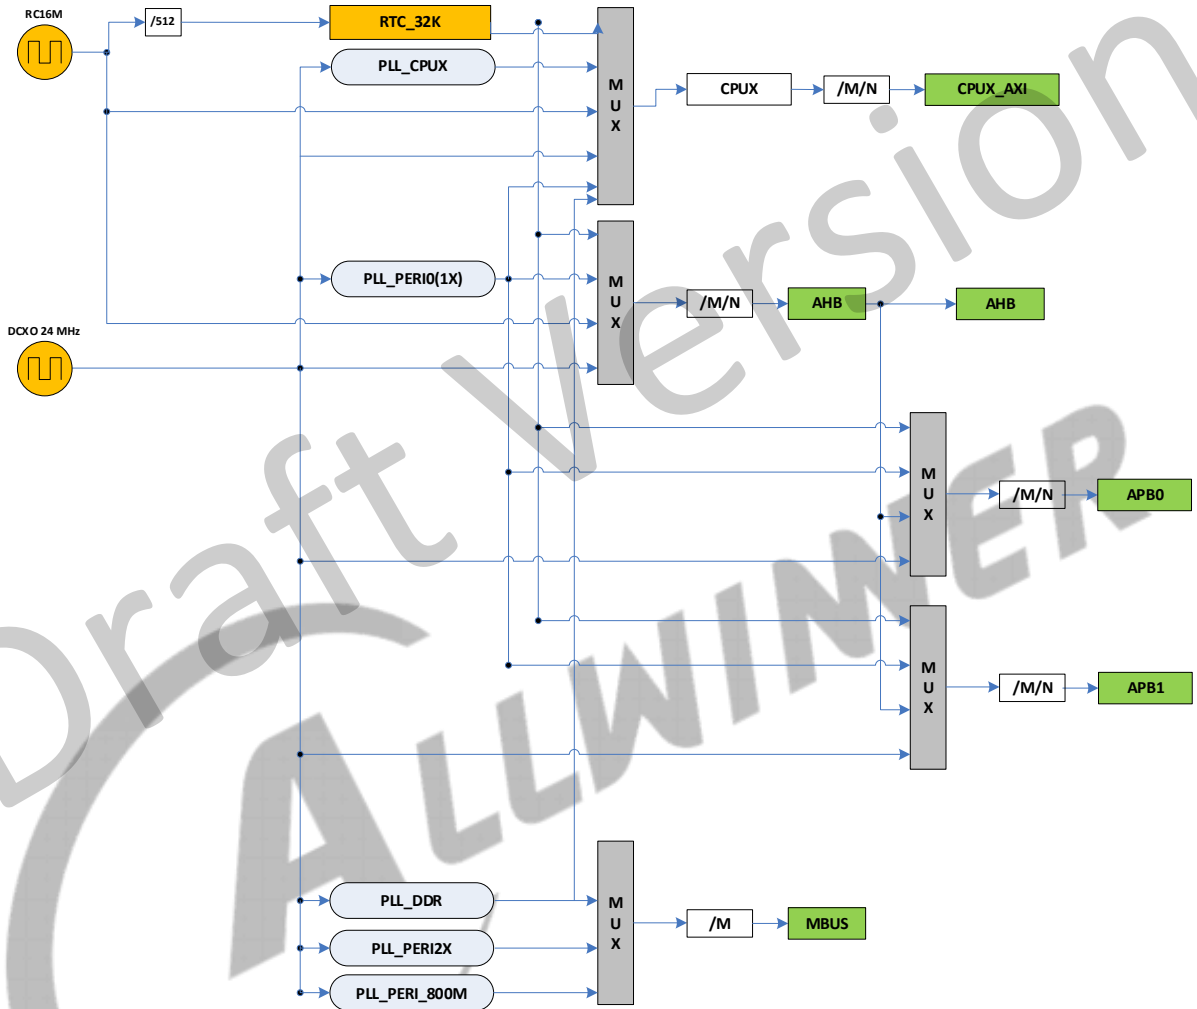 RC16M
/512
RTC_32K
PLL_CPUX
M
U
X
CPUX
/M/N
CPUX_AXI
PLL_PERI0(1X)
M
U
X
/M/N
AHB
AHB
DCXO 24 MHz
M
U
X
/M/N
APB0
M
U
X
/M/N
APB1
PLL_DDR
PLL_PERI2X
PLL_PERI_800M
M
U
X
/M
MBUS
Draft Version
ALLWINNER